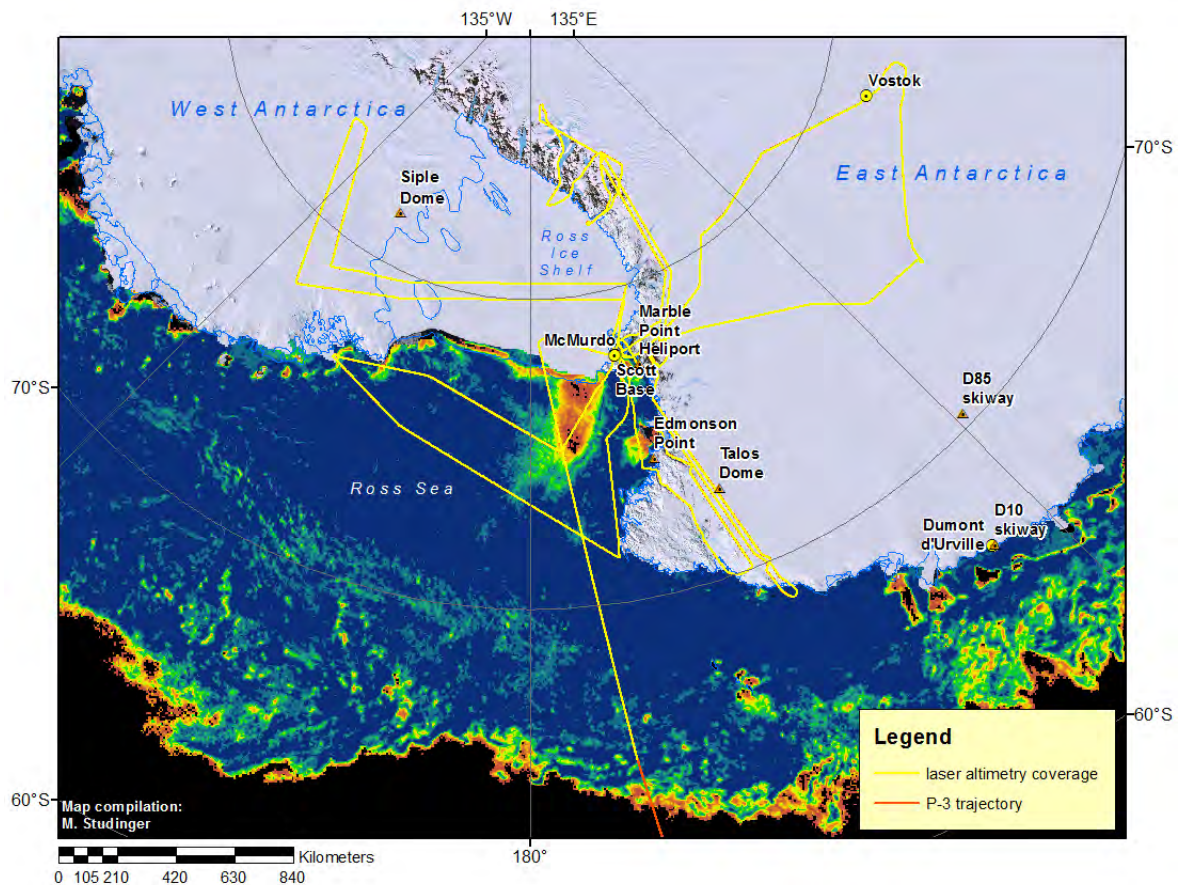 135°W 135°E
Vostok
West Antarctica
70°S
East Antarctica
Siple
Dome
Ross
Ice
Shelf
Marble
Point
McMurdo
Heliport
Scott
Base
70°S
D85
skiway
Edmonson
Point
Talos
Dome
Ross Sea
D10
skiway
Dumont
d'Urville
60°S
Legend
laser altimetry coverage
P-3 trajectory
60°S
Map compilation:
M. Studinger
Kilometers
180°
0 105 210 420 630 840